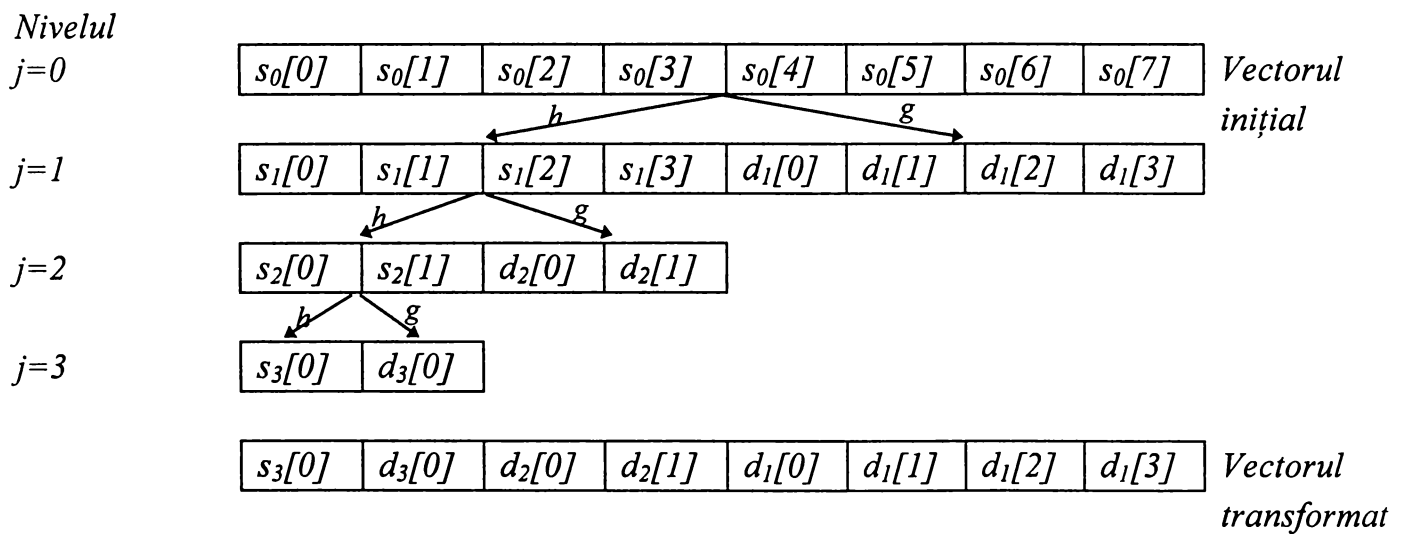 Nivelul
j=0 s₀[0] s₀[1] s₀[2] s₀[3] s₀[4] s₀[5] s₀[6] s₀[7] Vectorul
inițial
h g
j=1 s₁[0] s₁[1] s₁[2] s₁[3] d₁[0] d₁[1] d₁[2] d₁[3]
h g
j=2 s₂[0] s₂[1] d₂[0] d₂[1]
h g
j=3 s₃[0] d₃[0]
s₃[0] d₃[0] d₂[0] d₂[1] d₁[0] d₁[1] d₁[2] d₁[3] Vectorul
transformat